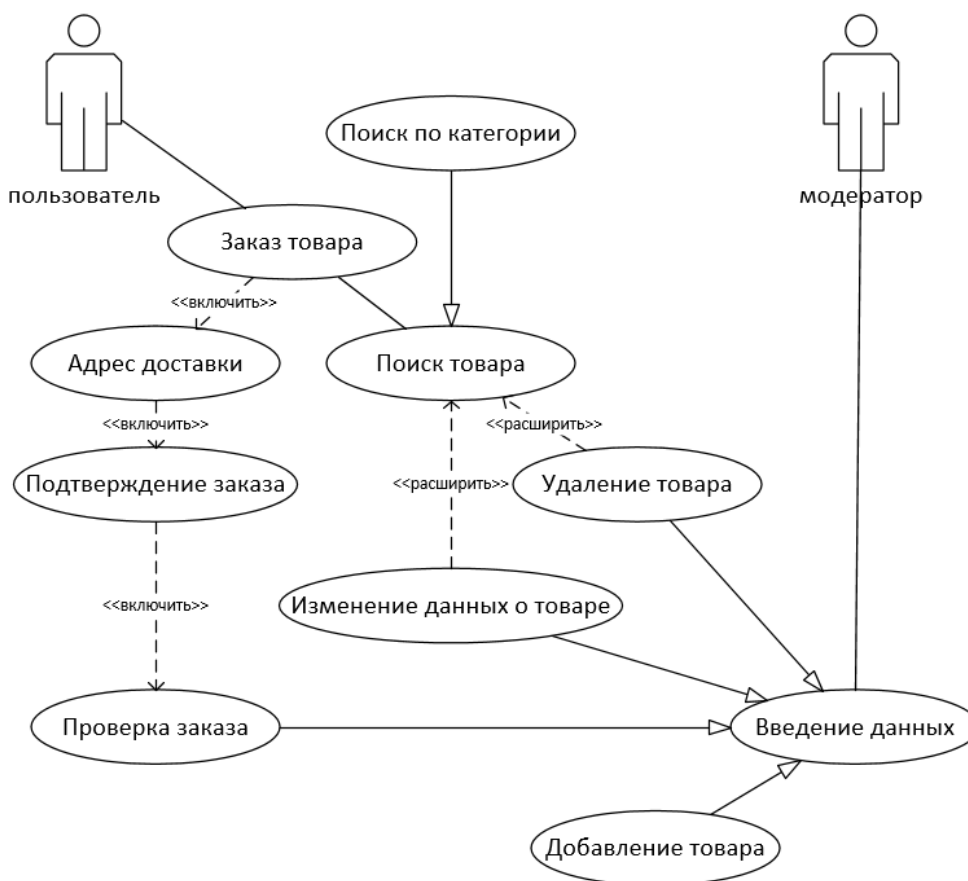 Поиск по категории
пользователь
модератор
Заказ товара
<<включить>>
Адрес доставки
Поиск товара
<<включить>>
<<расширить>>
Подтверждение заказа
<<расширить>>
Удаление товара
<<включить>>
Изменение данных о товаре
Проверка заказа
Введение данных
Добавление товара